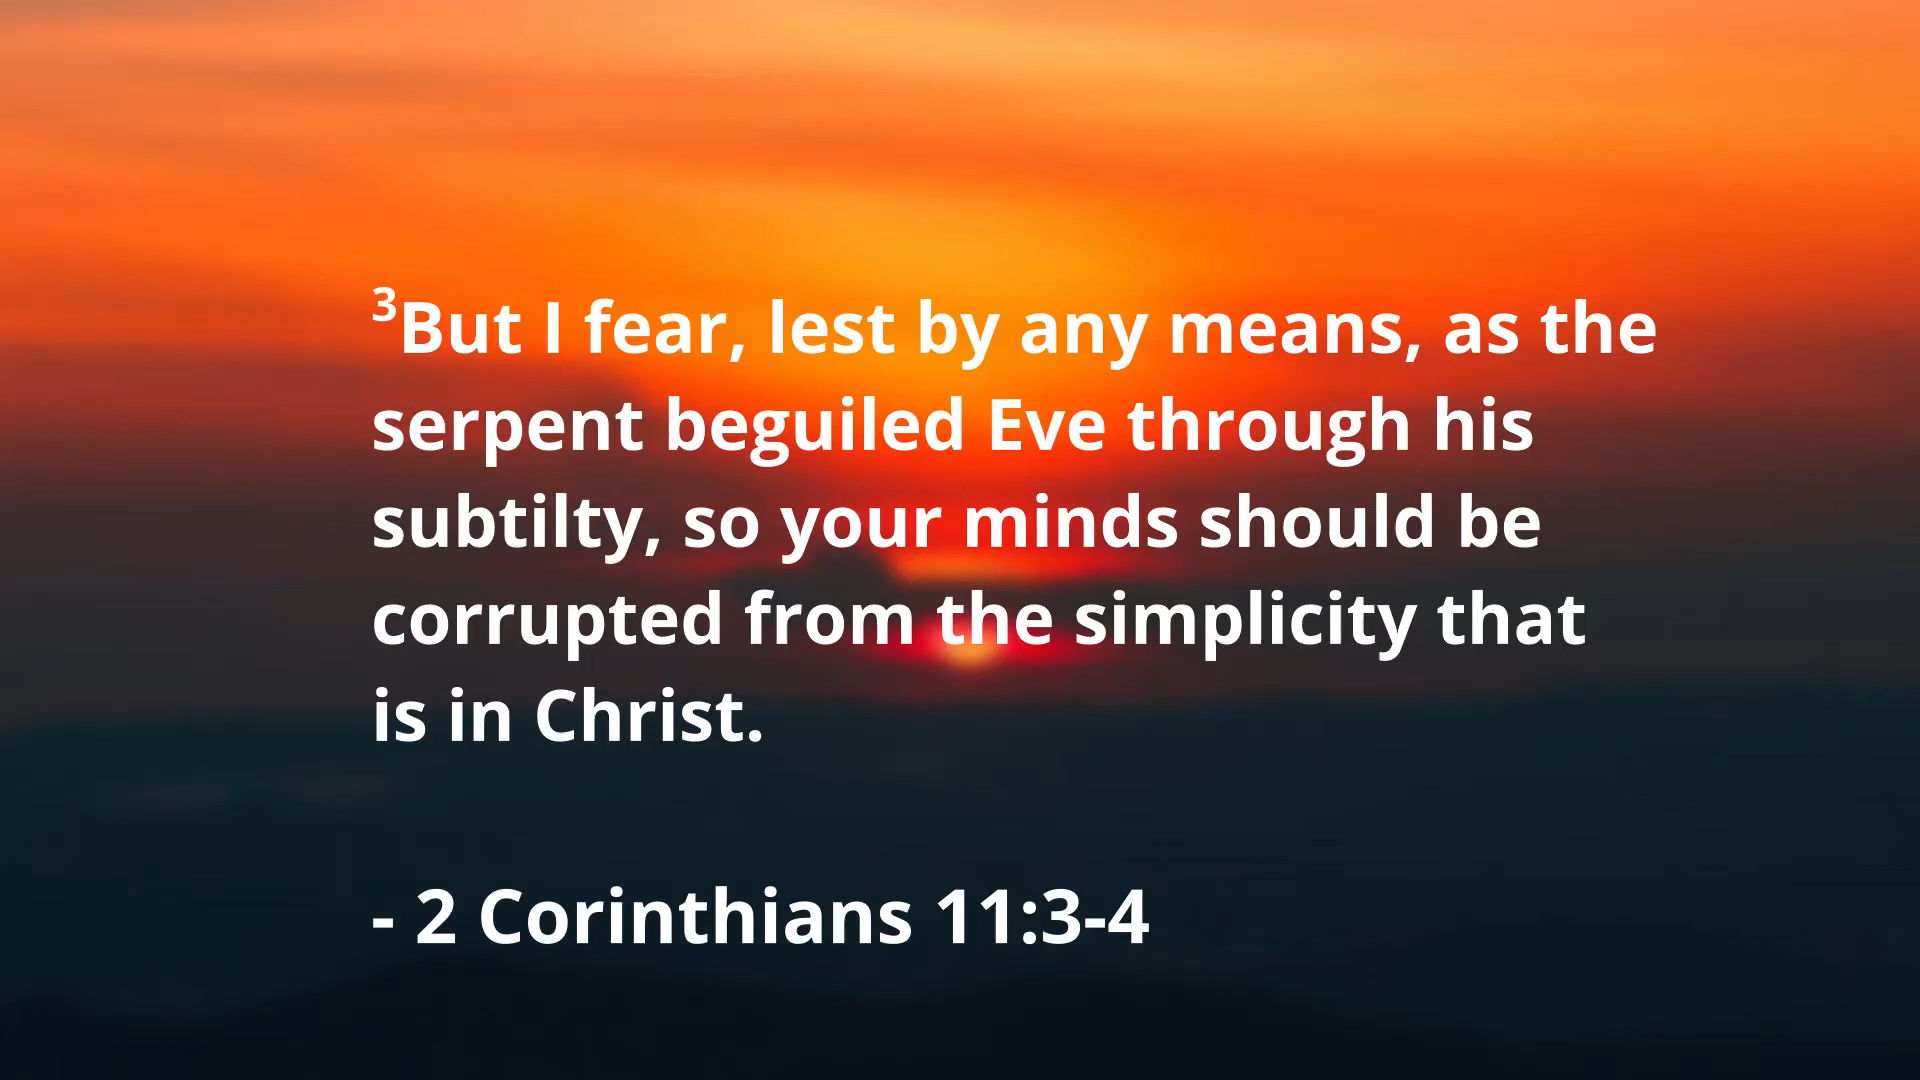 ³But I fear, lest by any means, as the
serpent beguiled Eve through his
subtilty, so your minds should be
corrupted from the simplicity that
is in Christ.
- 2 Corinthians 11:3-4